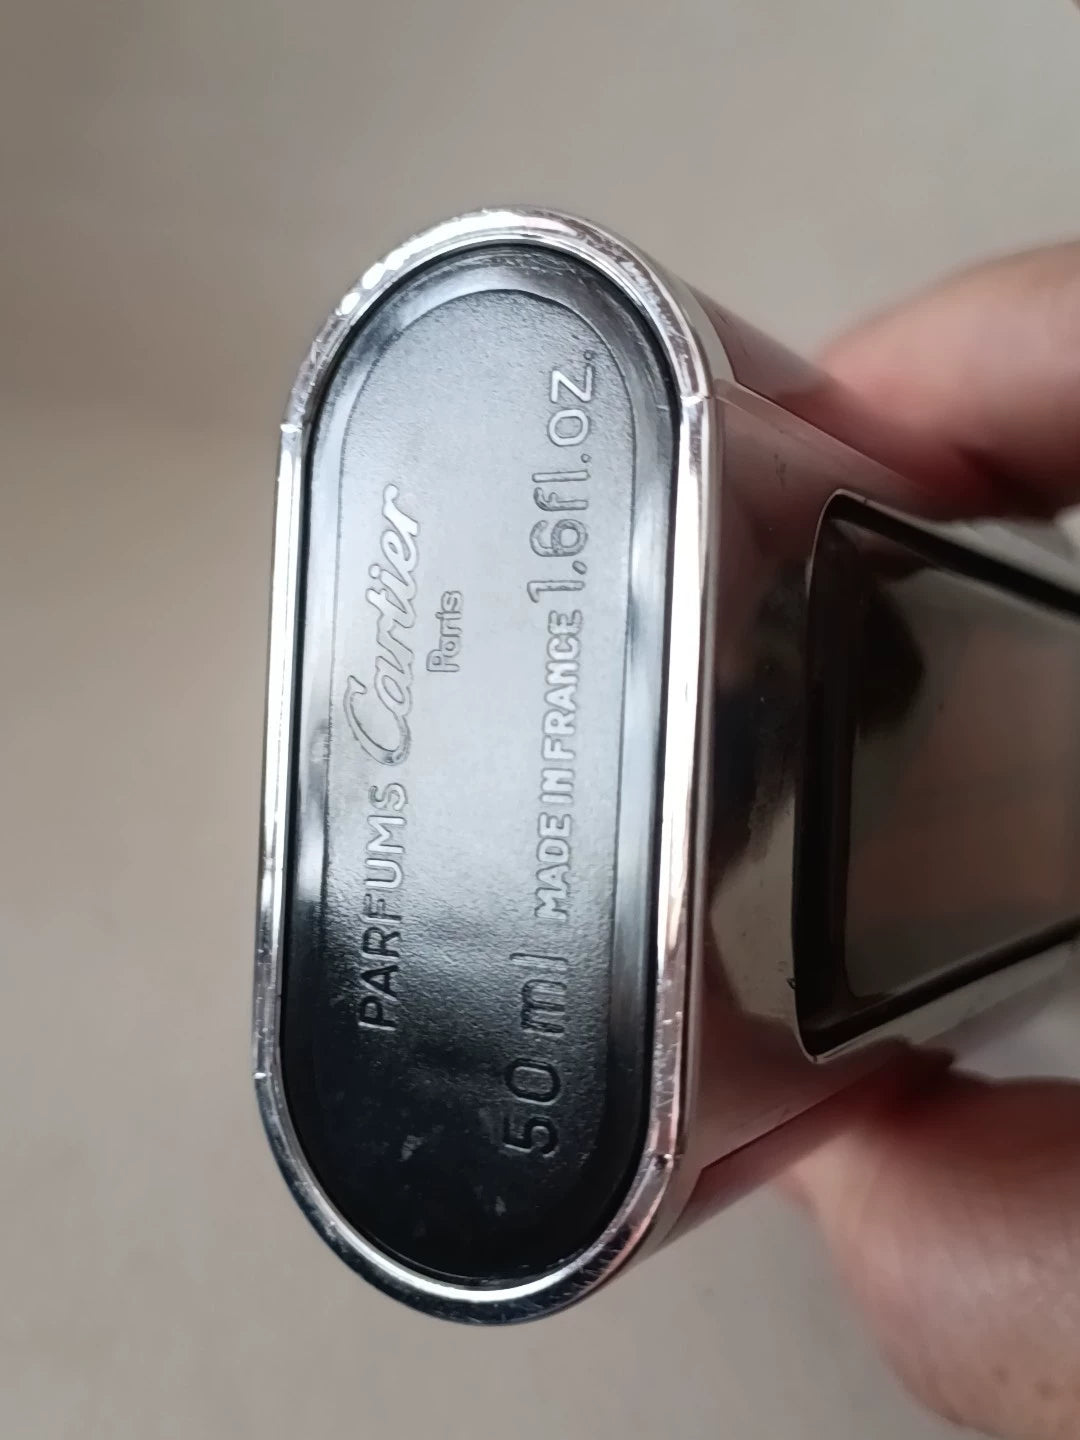 PARFUMS Cartier
Paris
50 ml MADE IN FRANCE 1.6fl.oz.